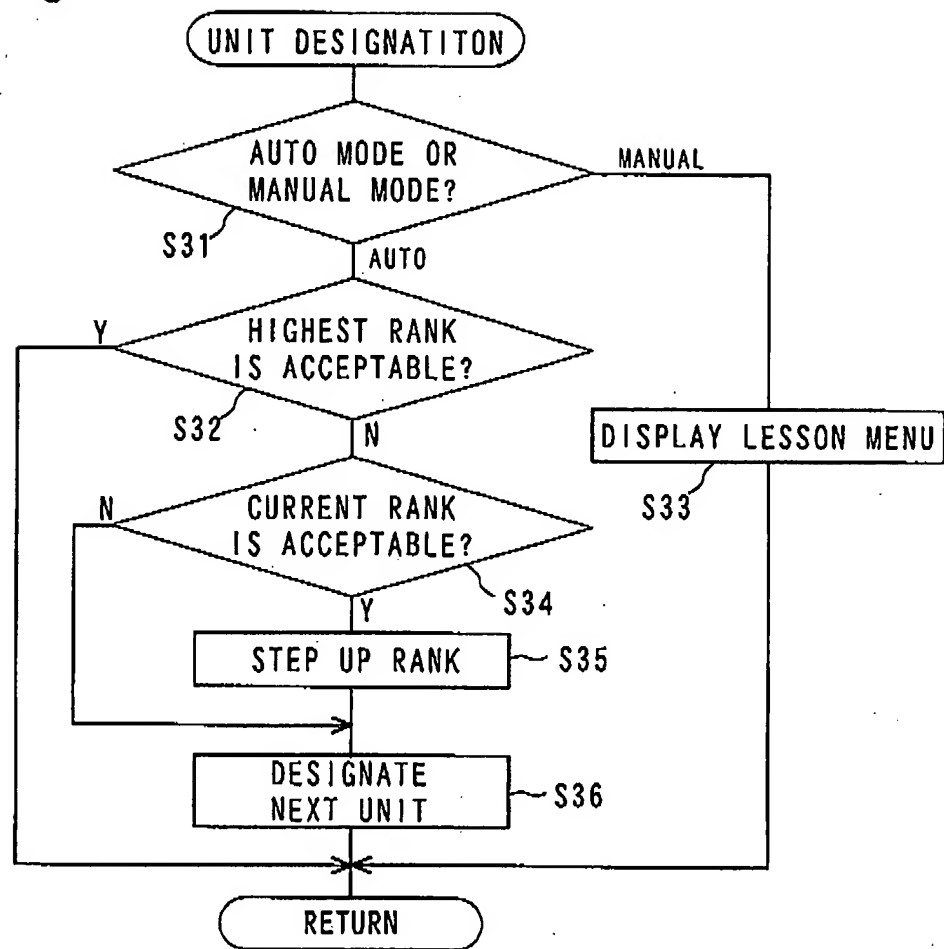 UNIT DESIGNATITON
AUTO MODE OR
MANUAL MODE?
MANUAL
S31
AUTO
HIGHEST RANK
IS ACCEPTABLE?
Y
S32
N
DISPLAY LESSON MENU
S33
CURRENT RANK
IS ACCEPTABLE?
N
S34
Y
STEP UP RANK
S35
DESIGNATE
NEXT UNIT
S36
RETURN